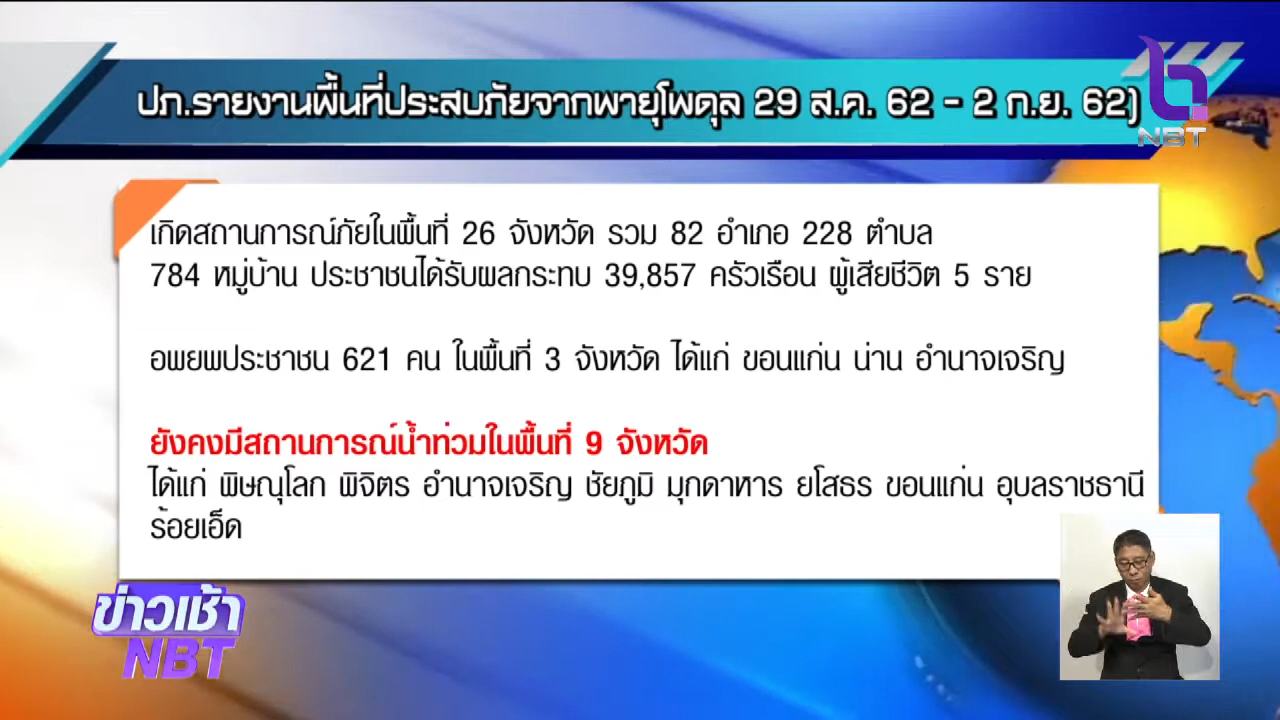 ปภ.รายงานพื้นที่ประสบภัยจากพายุโพดุล 29 ส.ค. 62 - 2 ก.ย. 62)
NBT
เกิดสถานการณ์ภัยในพื้นที่ 26 จังหวัด รวม 82 อำเภอ 228 ตำบล
784 หมู่บ้าน ประชาชนได้รับผลกระทบ 39,857 ครัวเรือน ผู้เสียชีวิต 5 ราย
อพยพประชาชน 621 คน ในพื้นที่ 3 จังหวัด ได้แก่ ขอนแก่น น่าน อำนาจเจริญ
ยังคงมีสถานการณ์น้ำท่วมในพื้นที่ 9 จังหวัด
ได้แก่ พิษณุโลก พิจิตร อำนาจเจริญ ชัยภูมิ มุกดาหาร ยโสธร ขอนแก่น อุบลราชธานี
ร้อยเอ็ด
ข่าวเช้า
NBT